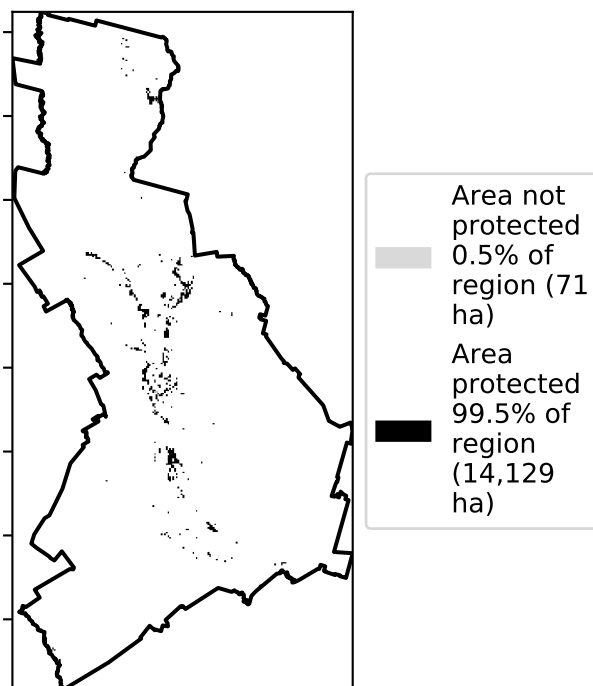 Area not
protected
0.5% of
region (71
ha)
Area
protected
99.5% of
region
(14,129
ha)